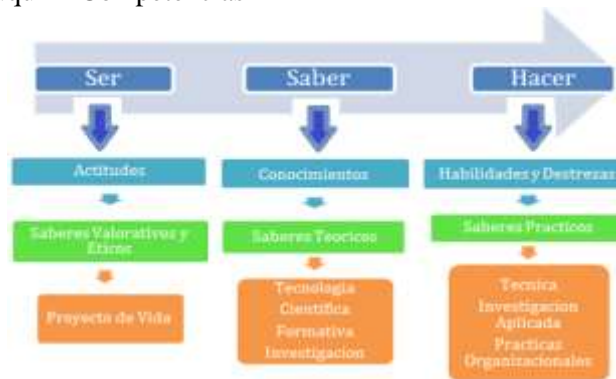 Ser
Saber
Hacer
Actitudes
Conocimientos
Habilidades y Destrezas
Saberes Valorativos y
Eticos
Saberes Teoricos
Saberes Practicos
Proyecto de Vida
Tecnologia
Cientifica
Formativa
Investigacion
Tecnica
Investigacion
Aplicada
Practicas
Organizacionales